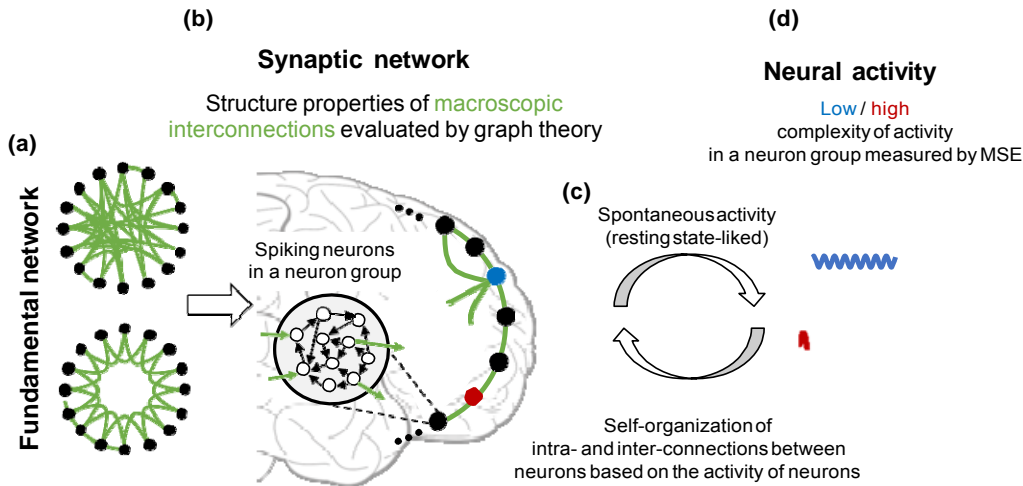 (b)
Synaptic network
Structure properties of macroscopic
interconnections evaluated by graph theory
(d)
Neural activity
Low / high
complexity of activity
in a neuron group measured by MSE
(a)
Fundamental network
Spiking neurons
in a neuron group
(c)
Spontaneous activity
(resting state-liked)
Self-organization of
intra- and inter-connections between
neurons based on the activity of neurons